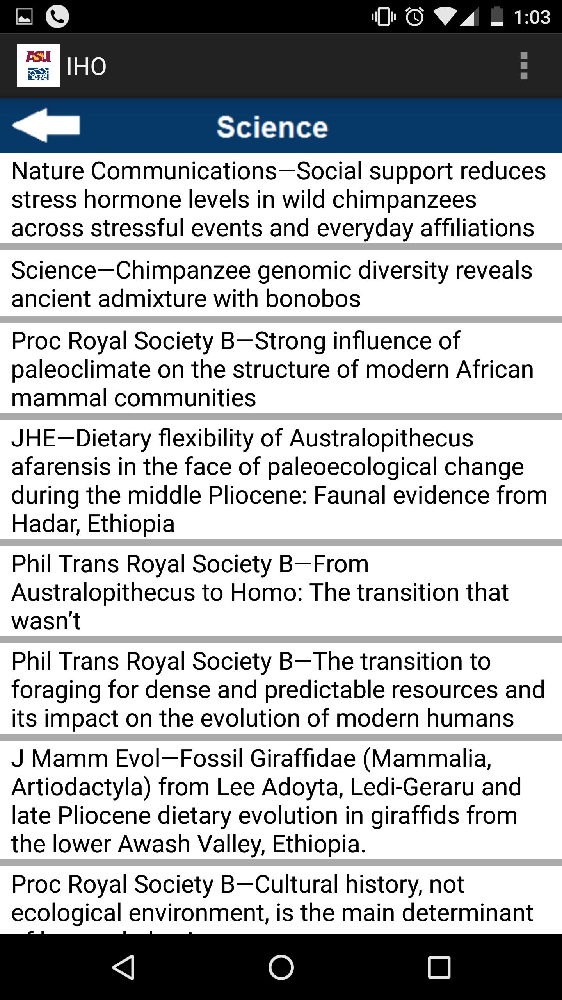 1:03
ASU
IHO
Science
Nature Communications—Social support reduces
stress hormone levels in wild chimpanzees
across stressful events and everyday affiliations
Science—Chimpanzee genomic diversity reveals
ancient admixture with bonobos
Proc Royal Society B—Strong influence of
paleoclimate on the structure of modern African
mammal communities
JHE—Dietary flexibility of Australopithecus
afarensis in the face of paleoecological change
during the middle Pliocene: Faunal evidence from
Hadar, Ethiopia
Phil Trans Royal Society B—From
Australopithecus to Homo: The transition that
wasn’t
Phil Trans Royal Society B—The transition to
foraging for dense and predictable resources and
its impact on the evolution of modern humans
J Mamm Evol—Fossil Giraffidae (Mammalia,
Artiodactyla) from Lee Adoyta, Ledi-Geraru and
late Pliocene dietary evolution in giraffids from
the lower Awash Valley, Ethiopia.
Proc Royal Society B—Cultural history, not
ecological environment, is the main determinant